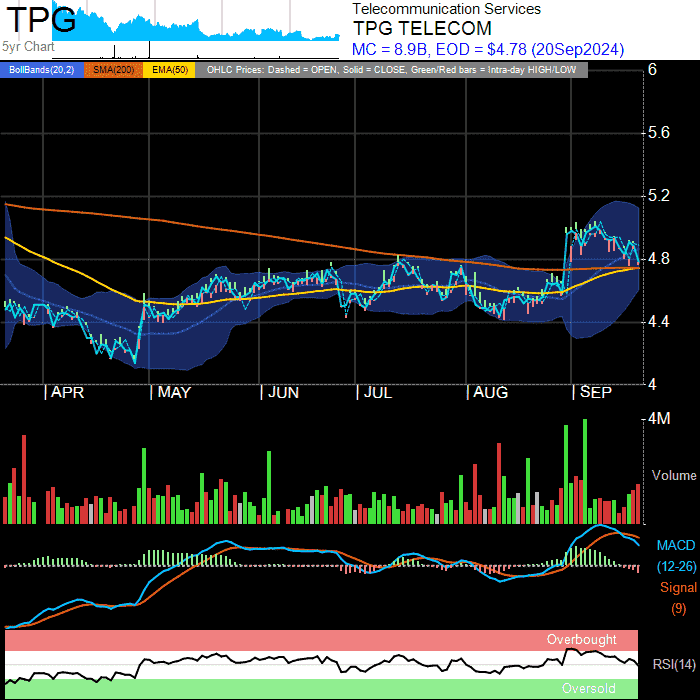 TPG
5yr Chart
Telecommunication Services
TPG TELECOM
MC = 8.9B, EOD = $4.78 (20Sep2024)
BollBands(20,2) SMA(200) EMA(50) OHLC Prices: Dashed = OPEN, Solid = CLOSE, Green/Red bars = Intra-day HIGH/LOW
6
5.6
5.2
4.8
4.4
4
APR MAY JUN JUL AUG SEP
4M
Volume
MACD
(12-26)
Signal
(9)
Overbought
RSI(14)
Oversold